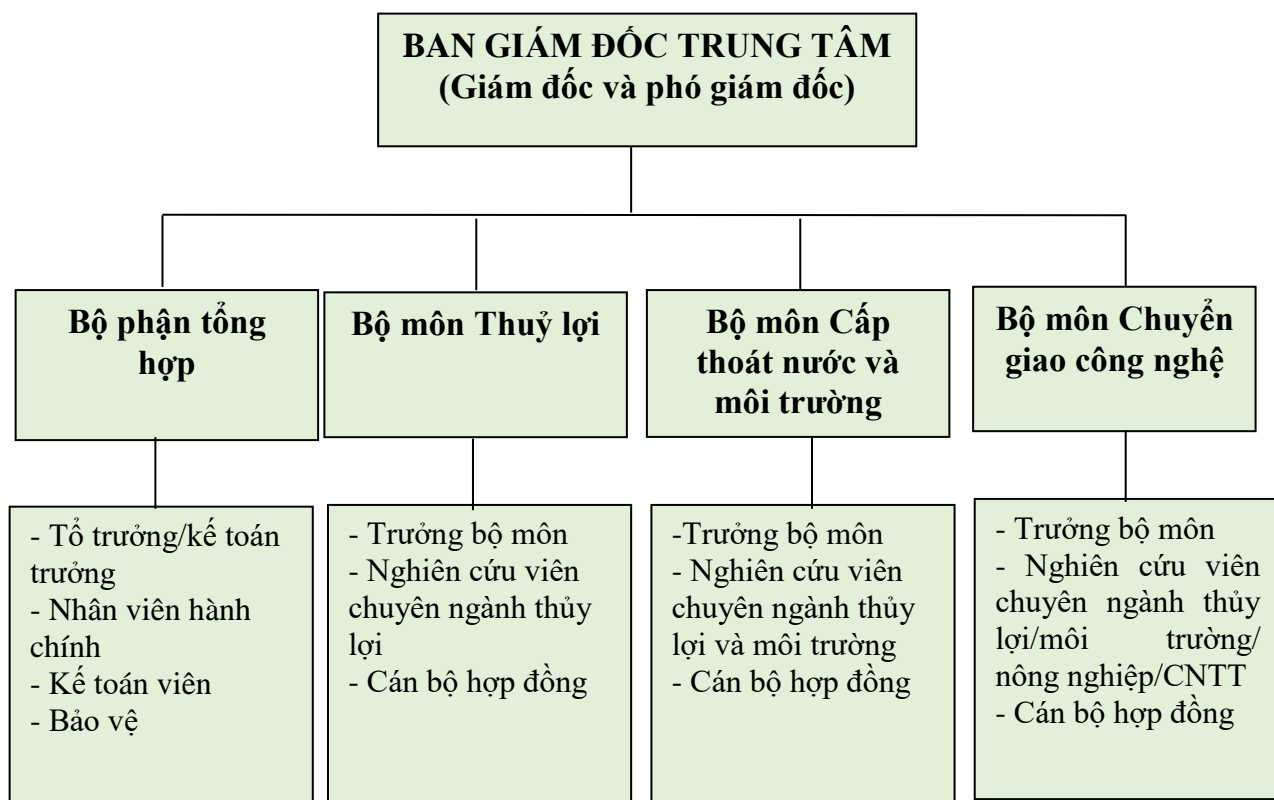 BAN GIÁM ĐỐC TRUNG TÂM
(Giám đốc và phó giám đốc)
Bộ phận tổng
hợp
Bộ môn Thuỷ lợi
Bộ môn Cấp
thoát nước và
môi trường
Bộ môn Chuyển
giao công nghệ
- Tổ trưởng/kế toán
trưởng
- Nhân viên hành
chính
- Kế toán viên
- Bảo vệ
- Trưởng bộ môn
- Nghiên cứu viên
chuyên ngành thủy
lợi
- Cán bộ hợp đồng
-Trưởng bộ môn
- Nghiên cứu viên
chuyên ngành thủy
lợi và môi trường
- Cán bộ hợp đồng
- Trưởng bộ môn
- Nghiên cứu viên
chuyên ngành thủy
lợi/môi trường/
nông nghiệp/CNTT
- Cán bộ hợp đồng